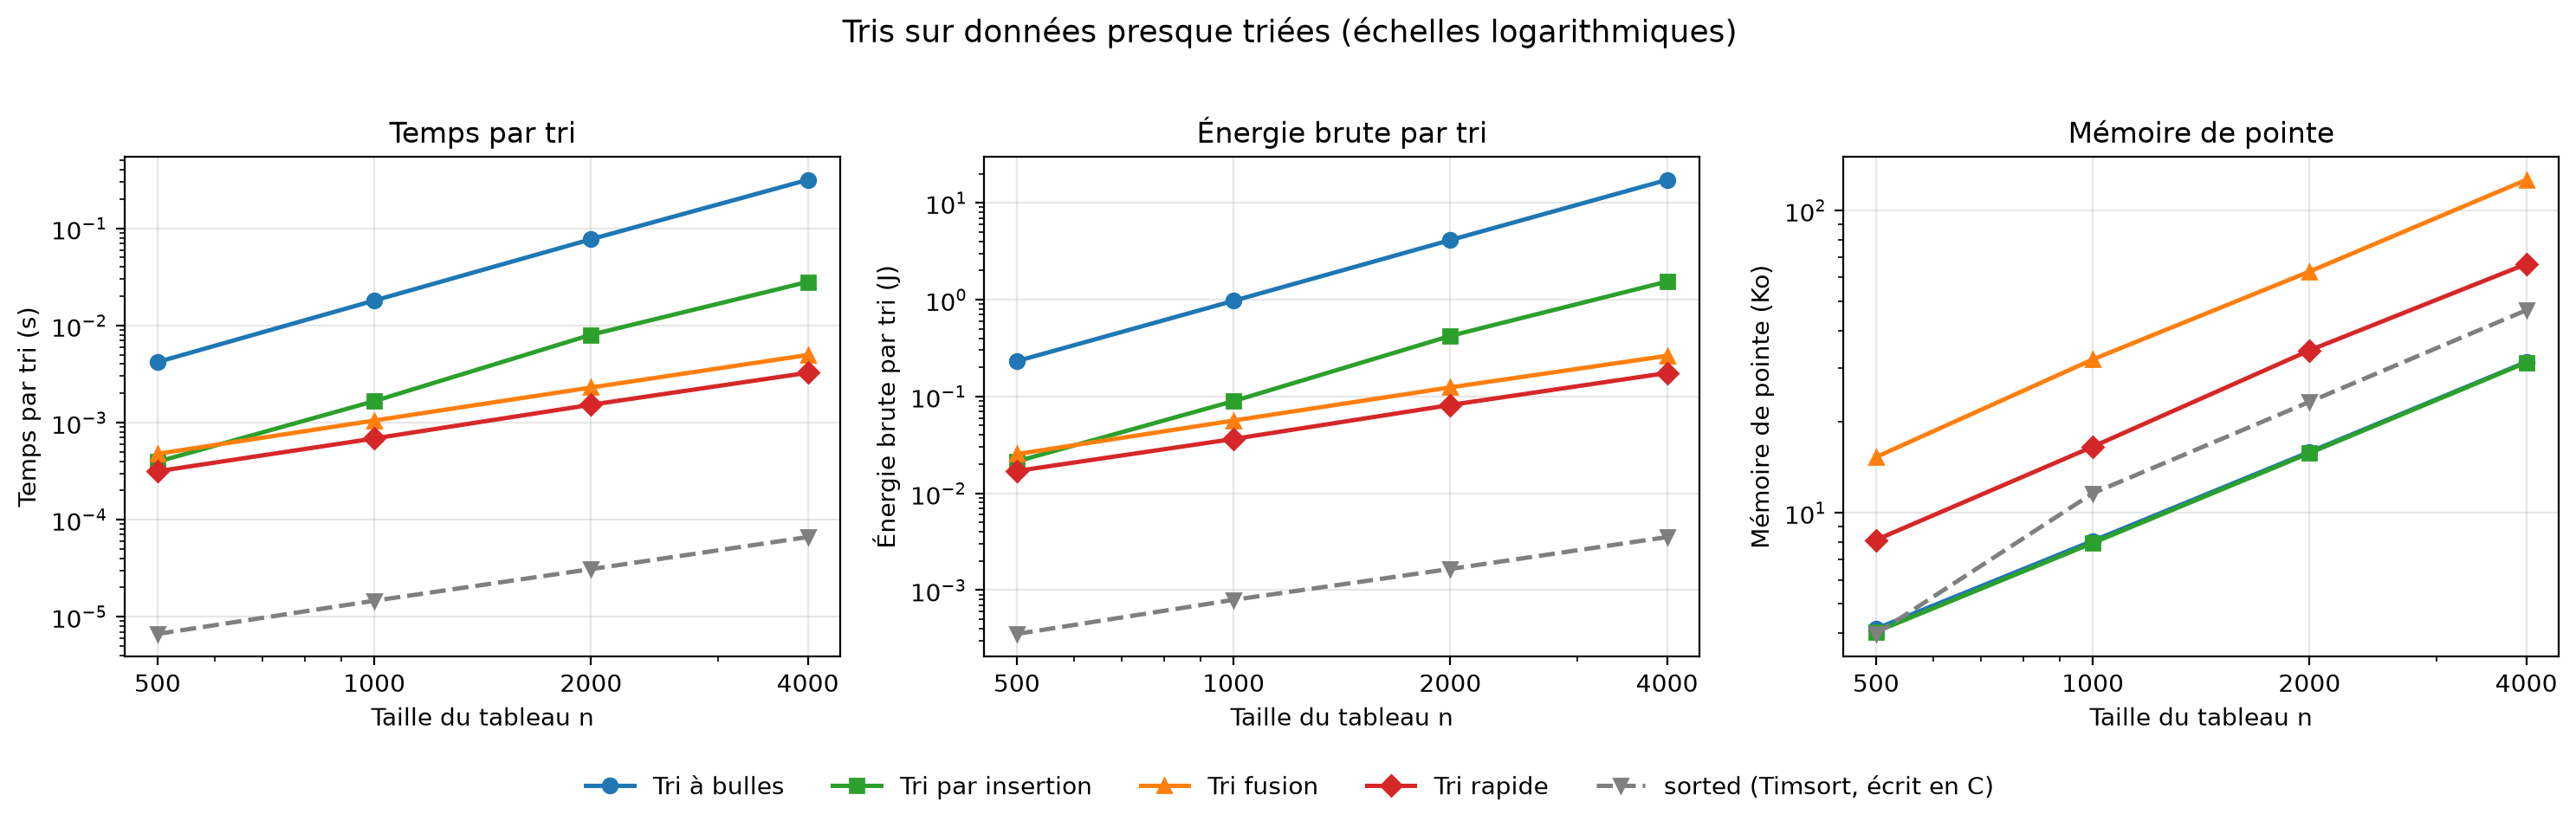 Tris sur données presque triées (échelles logarithmiques)
Temps par tri
Temps par tri (s)
10⁻¹
10⁻²
10⁻³
10⁻⁴
10⁻⁵
500 1000 2000 4000
Taille du tableau n
Énergie brute par tri
Énergie brute par tri (J)
10¹
10⁰
10⁻¹
10⁻²
10⁻³
500 1000 2000 4000
Taille du tableau n
Mémoire de pointe
Mémoire de pointe (Ko)
10²
10¹
500 1000 2000 4000
Taille du tableau n
Tri à bulles Tri par insertion Tri fusion Tri rapide sorted (Timsort, écrit en C)